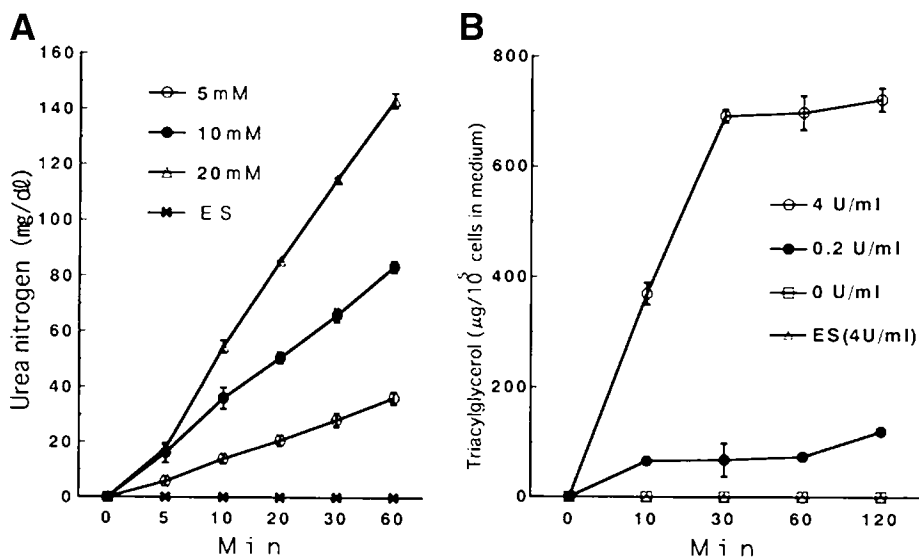 A
Urea nitrogen (mg/dℓ)
160
140
120
100
80
60
40
20
0
5 mM
10 mM
20 mM
ES
0 5 10 20 30 60
Min
B
Triacylglycerol (μg/10⁵ cells in medium)
800
600
400
200
0
4 U/ml
0.2 U/ml
0 U/ml
ES(4U/ml)
0 10 30 60 120
Min